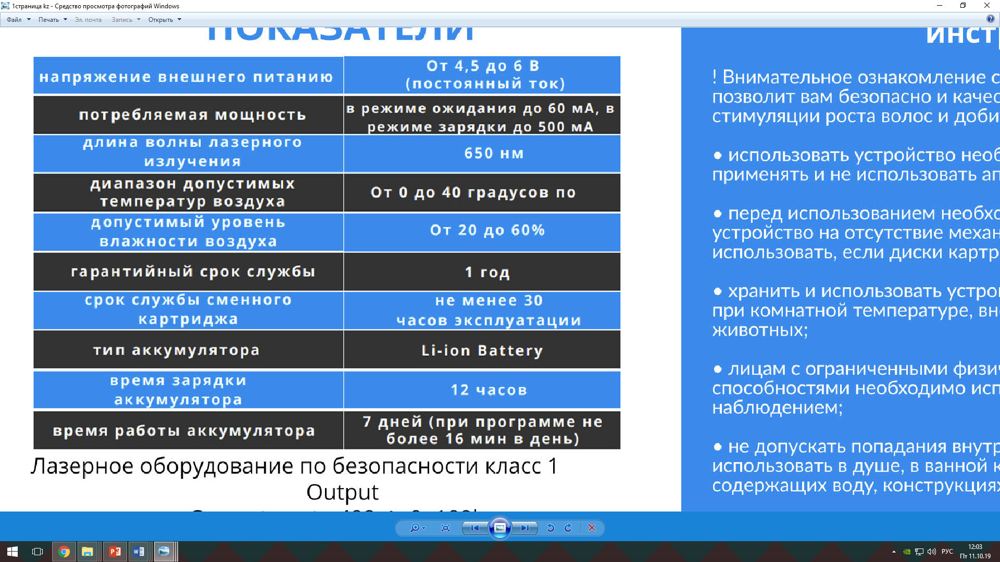 1страница kz - Средство просмотра фотографий Windows
Файл Печать Эл. почта Запись Открыть
ПОКАЗАТЕЛИ
напряжение внешнего питанию
От 4,5 до 6 В
(постоянный ток)
потребляемая мощность
в режиме ожидания до 60 мА, в
режиме зарядки до 500 мА
длина волны лазерного
излучения
650 нм
диапазон допустимых
температур воздуха
От 0 до 40 градусов по
допустимый уровень
влажности воздуха
От 20 до 60%
гарантийный срок службы
1 год
срок службы сменного
картриджа
не менее 30
часов эксплуатации
тип аккумулятора
Li-ion Battery
время зарядки
аккумулятора
12 часов
время работы аккумулятора
7 дней (при программе не
более 16 мин в день)
Лазерное оборудование по безопасности класс 1
Output
инст
! Внимательное ознакомление с
позволит вам безопасно и качес
стимуляции роста волос и доби
• использовать устройство необ
применять и не использовать ап
• перед использованием необхо
устройство на отсутствие механ
использовать, если диски картр
• хранить и использовать устро
при комнатной температуре, вн
животных;
• лицам с ограниченными физич
способностями необходимо исп
наблюдением;
• не допускать попадания внутр
использовать в душе, в ванной к
содержащих воду, конструкциях
РУС
12:03
Пт 11.10.19